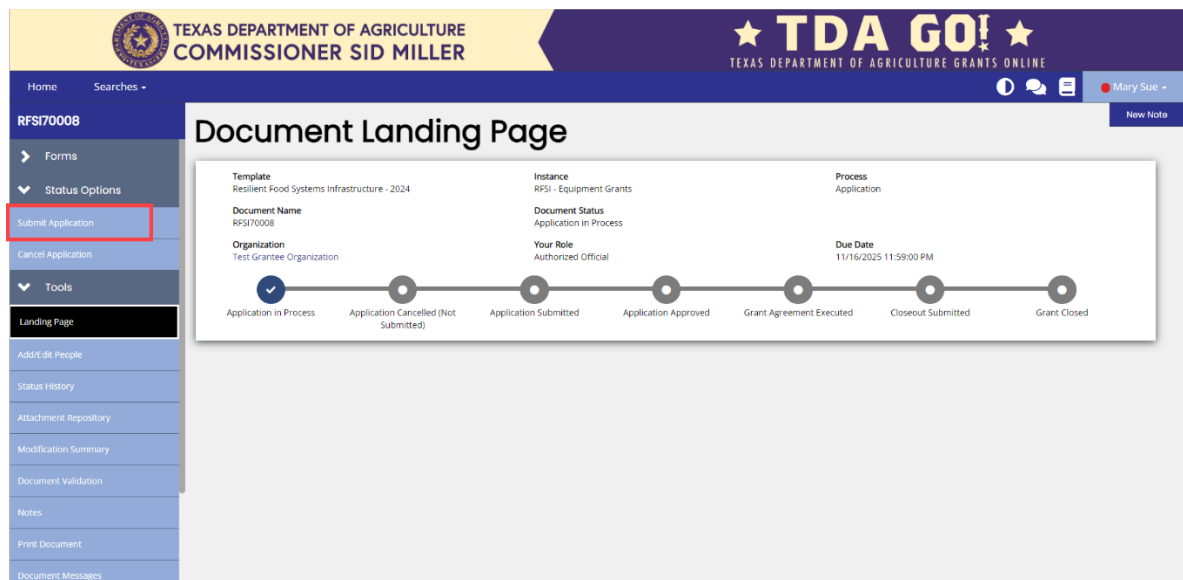 TEXAS DEPARTMENT OF AGRICULTURE
COMMISSIONER SID MILLER
TDA GO!
TEXAS DEPARTMENT OF AGRICULTURE GRANTS ONLINE
Home Searches
Mary Sue
RFSI70008
New Note
Document Landing Page
Forms
Status Options
Submit Application
Cancel Application
Tools
Landing Page
Add/Edit People
Status History
Attachment Repository
Modification Summary
Document Validation
Notes
Print Document
Document Messages
Template
Resilient Food Systems Infrastructure - 2024
Instance
RFSI - Equipment Grants
Process
Application
Document Name
RFSI70008
Document Status
Application in Process
Organization
Test Grantee Organization
Your Role
Authorized Official
Due Date
11/16/2025 11:59:00 PM
Application in Process
Application Cancelled (Not
Submitted)
Application Submitted
Application Approved
Grant Agreement Executed
Closeout Submitted
Grant Closed